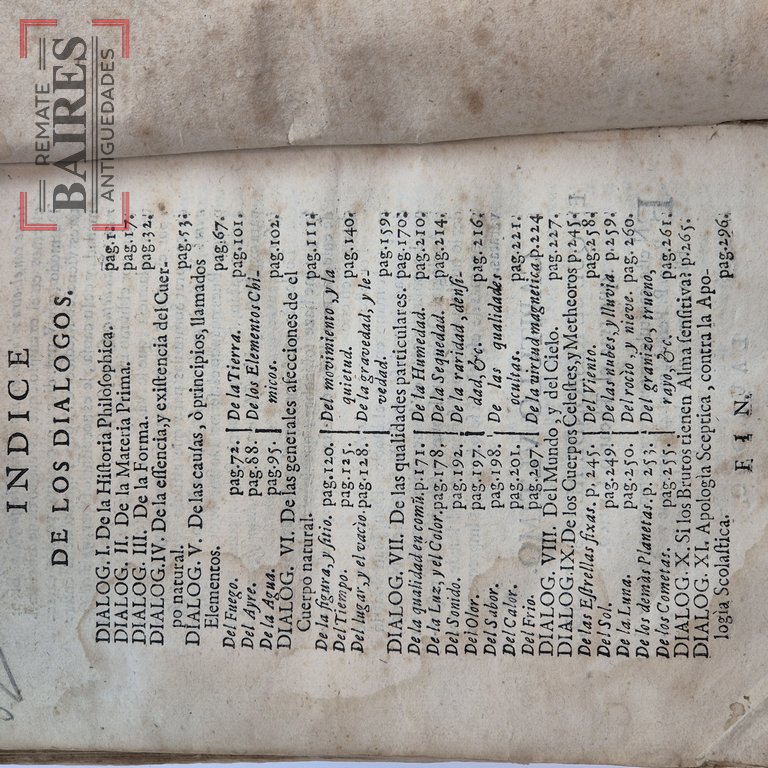 REMATE
BAIRES
ANTIGUEDADES
INDICE
DE LOS DIALOGOS.
DIALOG. I. De la Hiſtoria Philoſophica. pag.1.
DIALOG. II. De la Materia Prima. pag.17.
DIALOG. III. De la Forma. pag.32.
DIALOG. IV. De la eſſencia, y exiſtencia del Cuer-
po natural. pag.53.
DIALOG. V. De las cauſas, ò principios, llamados
Elementos. pag.67.
Del Fuego. pag.72.
Del Ayre. pag.88.
De la Agua. pag.95.
De la Tierra. pag.101.
De los Elementos Chi-
micos. pag.102.
DIALOG. VI. De las generales afecciones de el
Cuerpo natural. pag.111.
De la figura, y ſitio. pag.120.
Del Tiempo. pag.125.
Del lugar, y el vacio. pag.128.
Del movimiento, y la
quietud. pag.140.
De la gravedad, y le-
vedad. pag.159.
DIALOG. VII. De las qualidades particulares. pag.170.
De la qualidad en comū. p.171.
De la Luz, y el Color. pag.178.
Del Sonido. pag.192.
Del Olor. pag.197.
Del Sabor. pag.198.
Del Calor. pag.201.
Del Frio. pag.207.
De la Humedad. pag.210.
De la Sequedad. pag.214.
De la raridad, denſi-
dad, &c. pag.216.
De las qualidades
ocultas. pag.221.
De la virtud magnetica. p.224
DIALOG. VIII. Del Mundo, y del Cielo. pag.227.
DIALOG.IX. De los Cuerpos Celeſtes, y Metheoros p.245.
De las Eſtrellas fixas. p.245.
Del Sol. pag.249.
De la Luna. pag.250.
De los demàs Planetas. p.253.
De los Cometas. pag.255.
Del Viento. pag.258.
De las nubes, y lluvia p.259.
Del rocio, y nieve. pag.260.
Del granizo, trueno,
rayo, &c. pag.261.
DIALOG. X. Si los Brutos tienen Alma ſenſitiva? p.265.
DIALOG. XI. Apologia Sceptica, contra la Apo-
logia Scolaſtica. pag.296.
FIN.